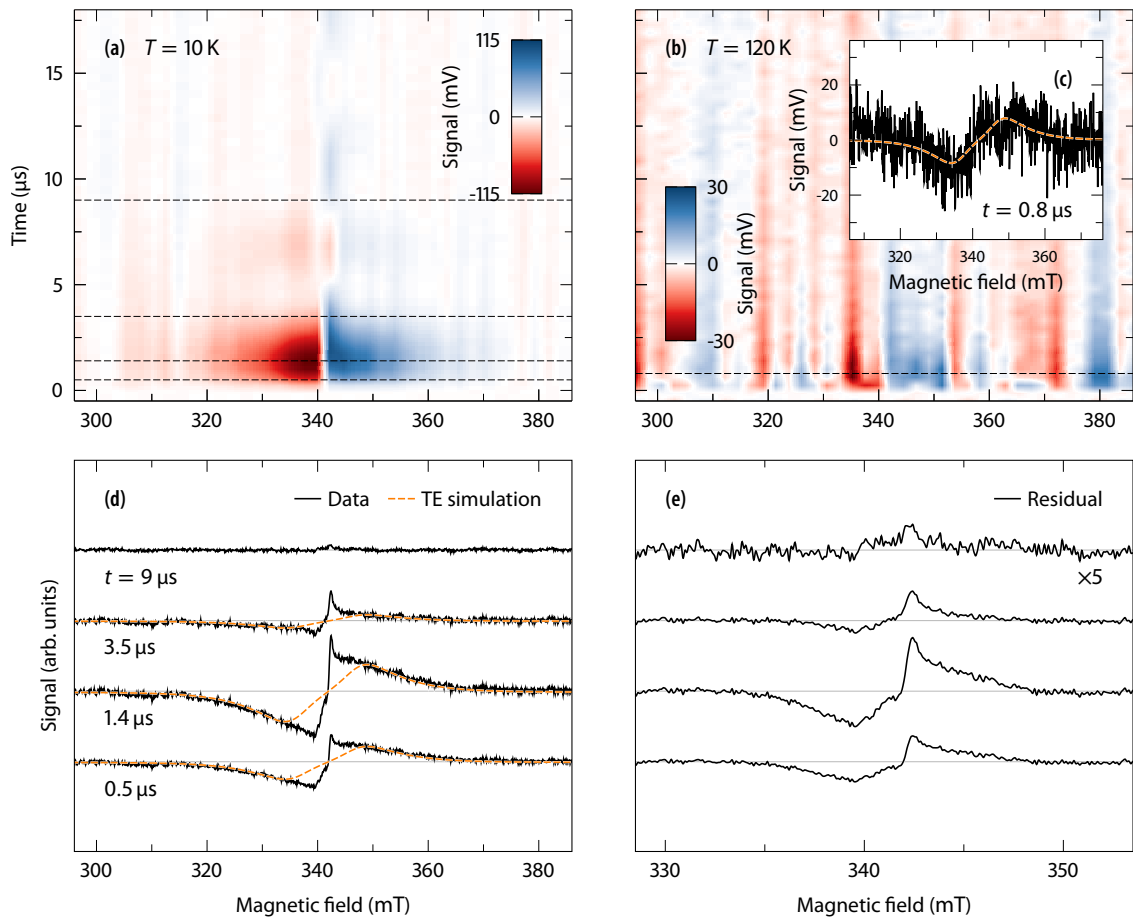 (a) T = 10 K
115
0
-115
Signal (mV)
15
10
5
0
Time (µs)
300 320 340 360 380
(b) T = 120 K
30
0
-30
Signal (mV)
(c)
20
0
-20
Signal (mV)
t = 0.8 µs
320 340 360
Magnetic field (mT)
300 320 340 360 380
(d) Data TE simulation
t = 9 µs
3.5 µs
1.4 µs
0.5 µs
Signal (arb. units)
300 320 340 360 380
Magnetic field (mT)
(e) Residual
×5
330 340 350
Magnetic field (mT)